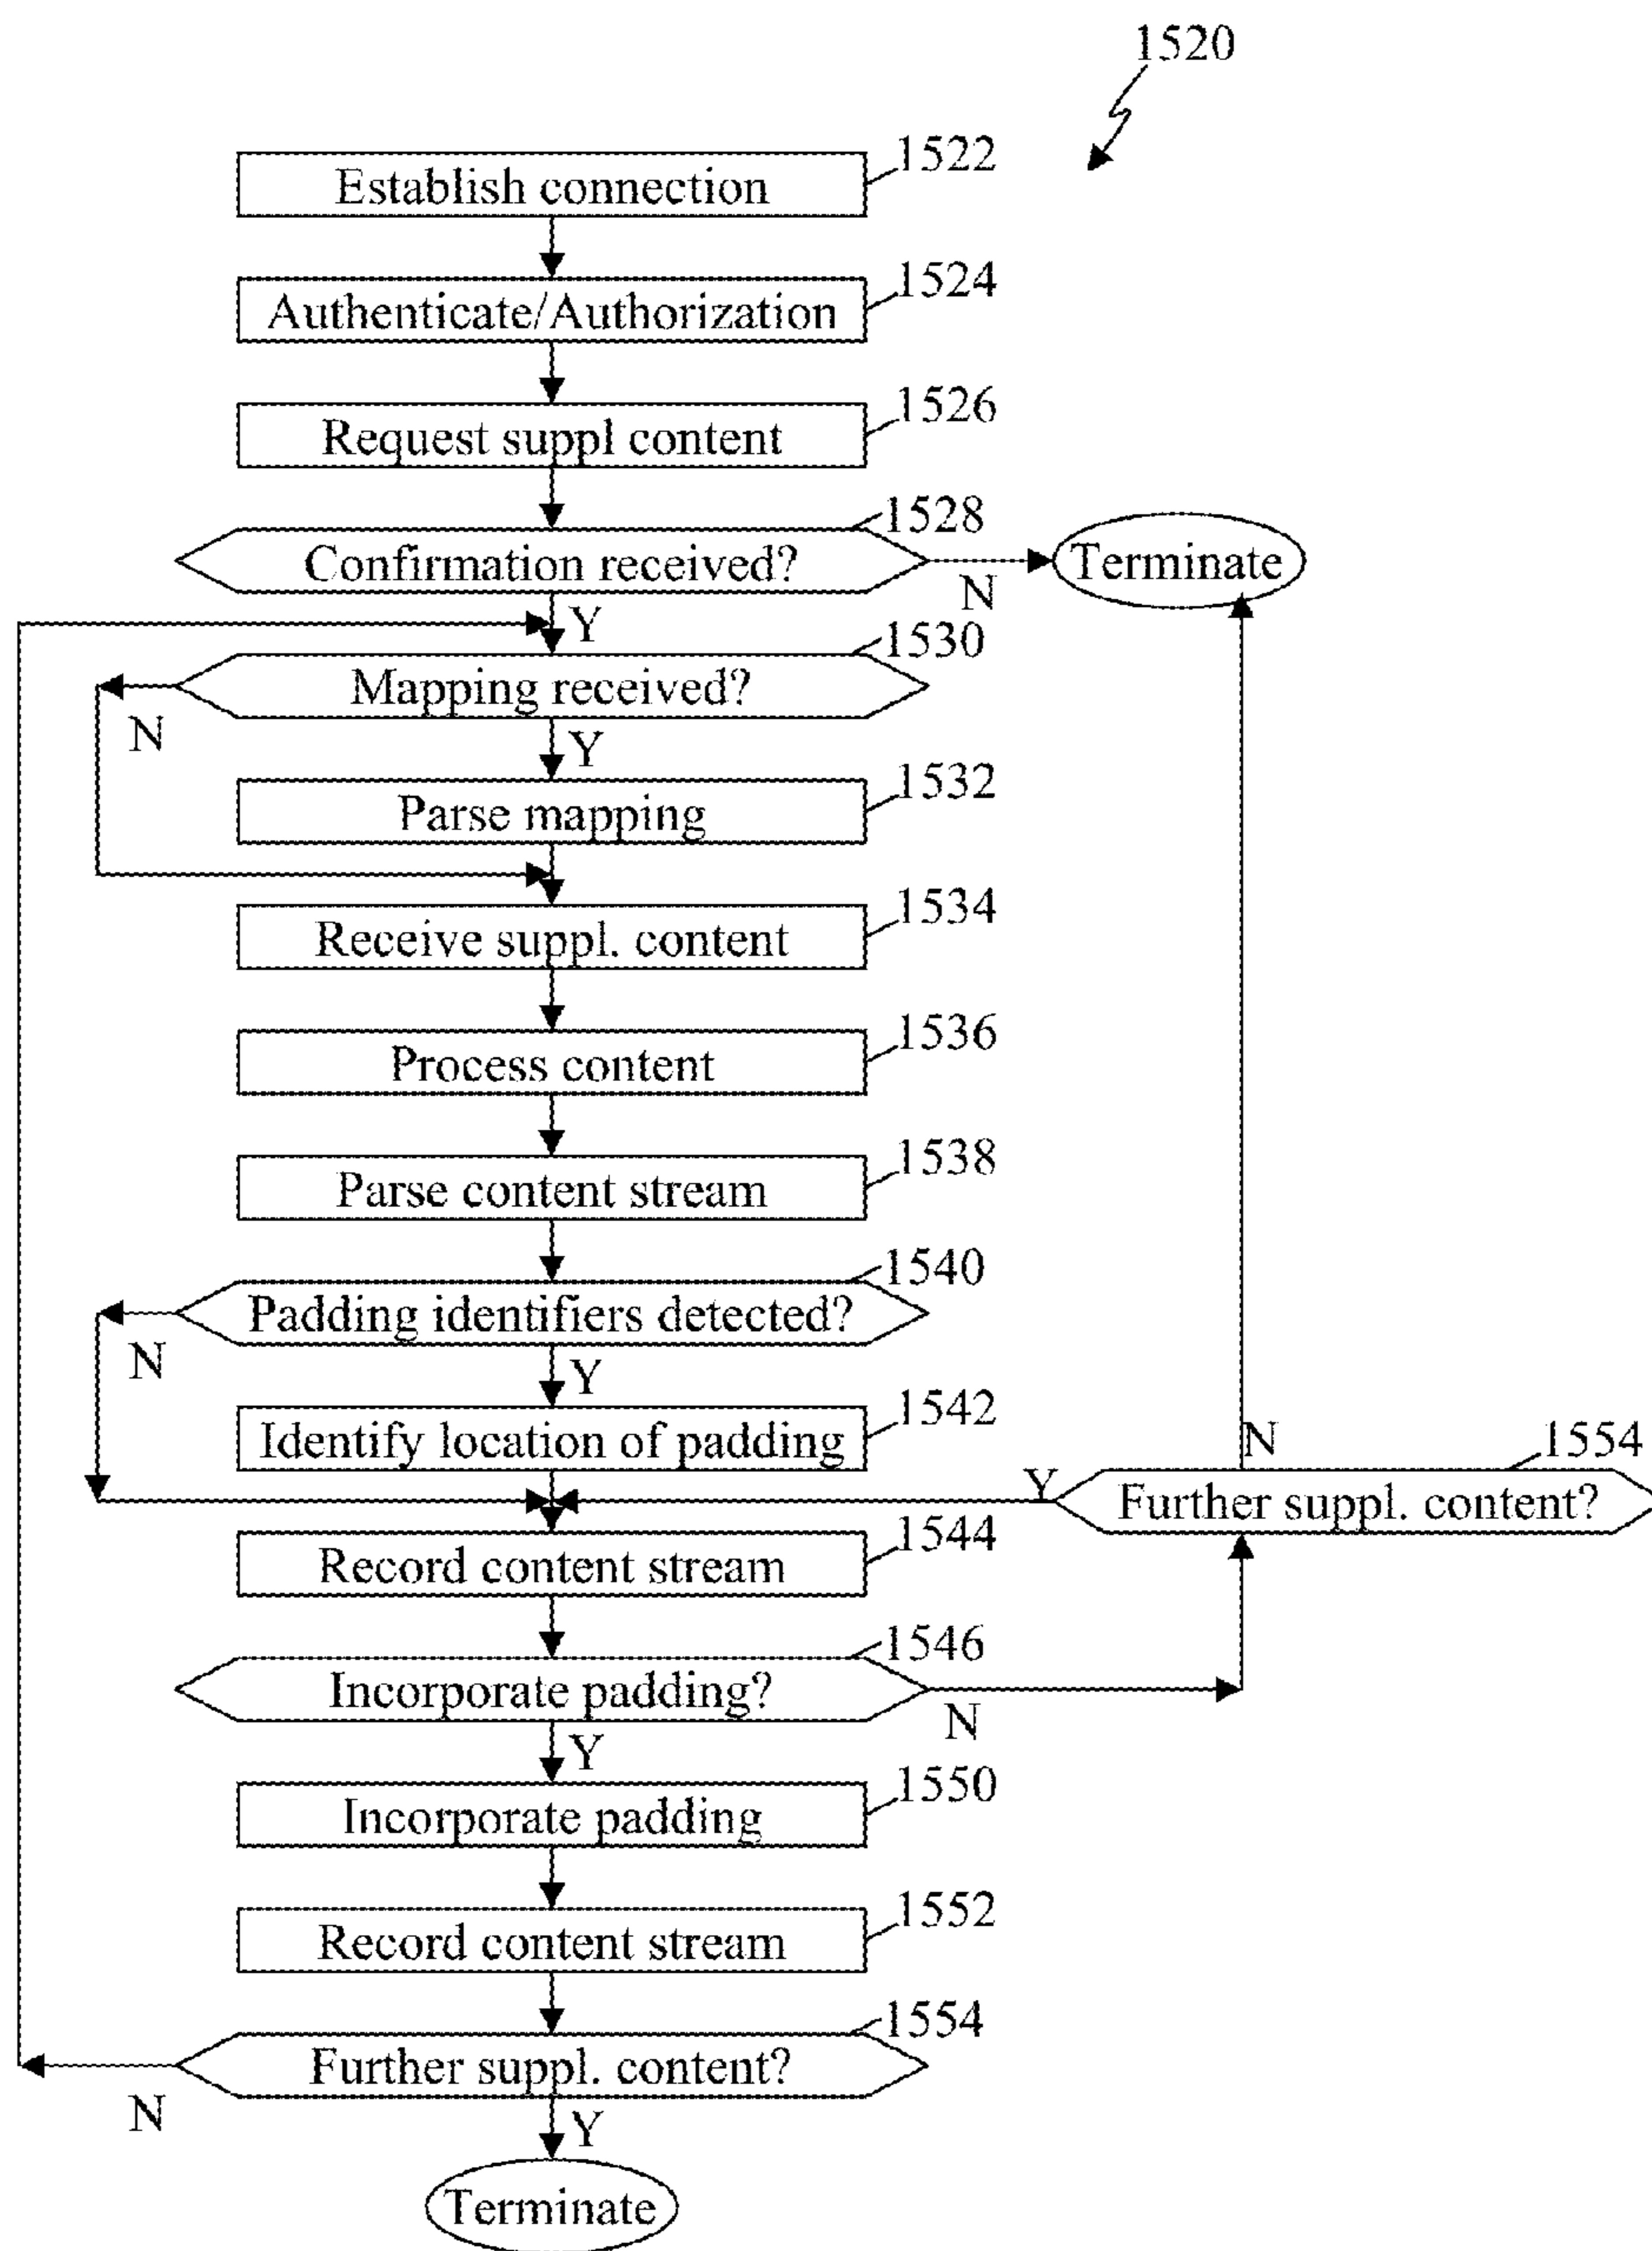 1520
1522
Establish connection
1524
Authenticate/Authorization
1526
Request suppl content
1528
Confirmation received?
N
Terminate
Y
1530
Mapping received?
N
Y
1532
Parse mapping
1534
Receive suppl. content
1536
Process content
1538
Parse content stream
1540
Padding identifiers detected?
N
Y
1542
Identify location of padding
N
1554
Y
Further suppl. content?
1544
Record content stream
1546
Incorporate padding?
N
Y
1550
Incorporate padding
1552
Record content stream
1554
Further suppl. content?
N
Y
Terminate